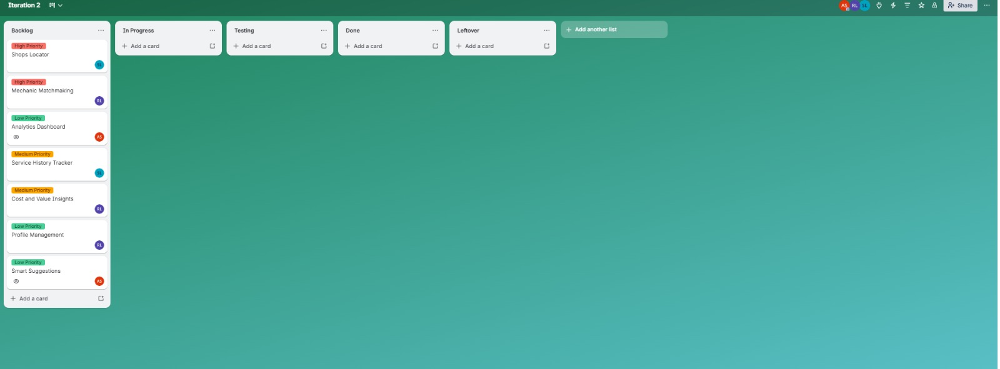 Iteration 2
AS RL SL Share
Backlog
High Priority
Shops Locator
SL
High Priority
Mechanic Matchmaking
RL
Low Priority
Analytics Dashboard
AS
Medium Priority
Service History Tracker
SL
Medium Priority
Cost and Value Insights
RL
Low Priority
Profile Management
RL
Low Priority
Smart Suggestions
AS
+ Add a card
In Progress
+ Add a card
Testing
+ Add a card
Done
+ Add a card
Leftover
+ Add a card
+ Add another list